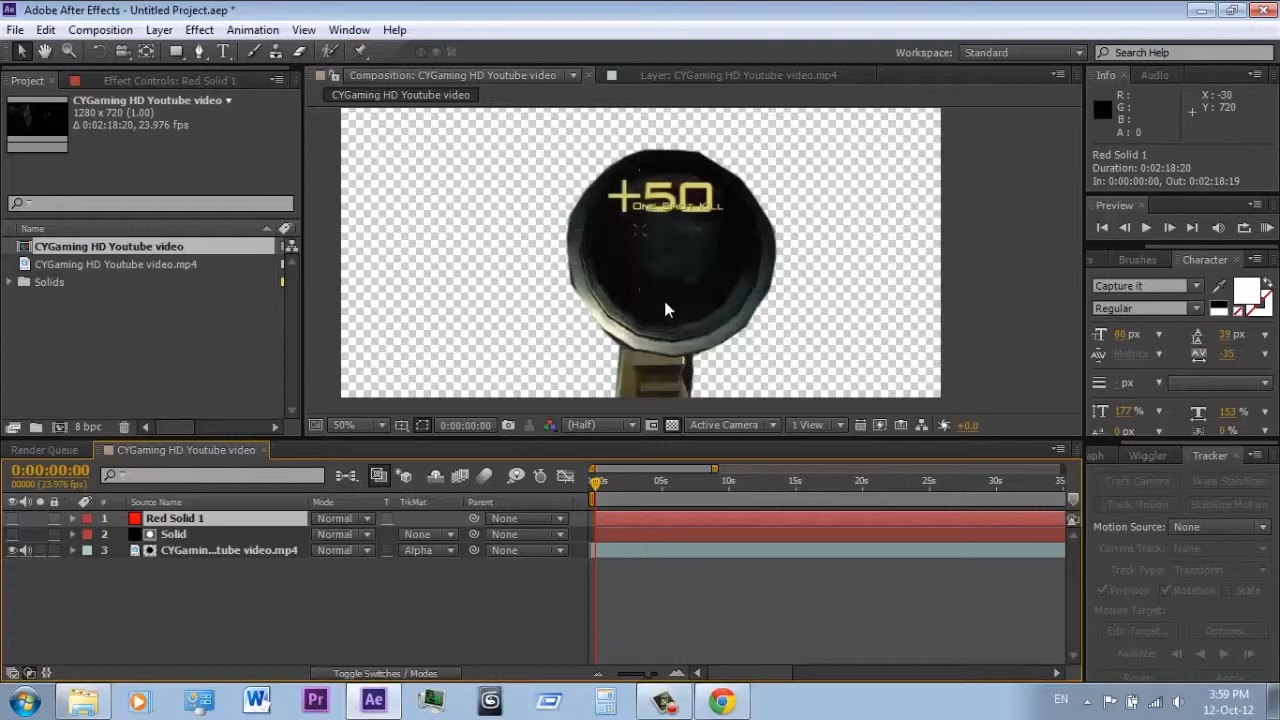 Adobe After Effects - Untitled Project.aep *
File Edit Composition Layer Effect Animation View Window Help
Workspace: Standard Search Help
Project Effect Controls: Red Solid 1 Composition: CYGaming HD Youtube video Layer: CYGaming HD Youtube video.mp4 Info Audio
CYGaming HD Youtube video
1280 x 720 (1.00)
Δ 0:02:18:20, 23.976 fps
CYGaming HD Youtube video
R :
G :
B :
A : 0
X : -30
Y : 720
Red Solid 1
Duration: 0:02:18:20
In: 0:00:00:00, Out: 0:02:18:19
+50
One Shot Kill
Preview
Name
CYGaming HD Youtube video
CYGaming HD Youtube video.mp4
Solids
Brushes Character
Capture it
Regular
80 px 39 px
Metrics -35
- px
177 % 153 %
0 px 0 %
8 bpc
50% 0:00:00:00 (Half) Active Camera 1 View +0.0
Render Queue CYGaming HD Youtube video
aph Wiggler Tracker
0:00:00:00
00000 (23.976 fps)
05s 10s 15s 20s 25s 30s 35
# Source Name Mode T TrkMat Parent
1 Red Solid 1 Normal None
2 Solid Normal None None
3 CYGamin...tube video.mp4 Normal Alpha None
Track Camera Warp Stabilizer
Track Motion Stabilize Motion
Motion Source: None
Current Track: None
Track Type: Transform
Position Rotation Scale
Motion Target:
Edit Target... Options...
Analyze:
Reset Apply
Toggle Switches / Modes
W Pr Ae
EN
3:59 PM
12-Oct-12